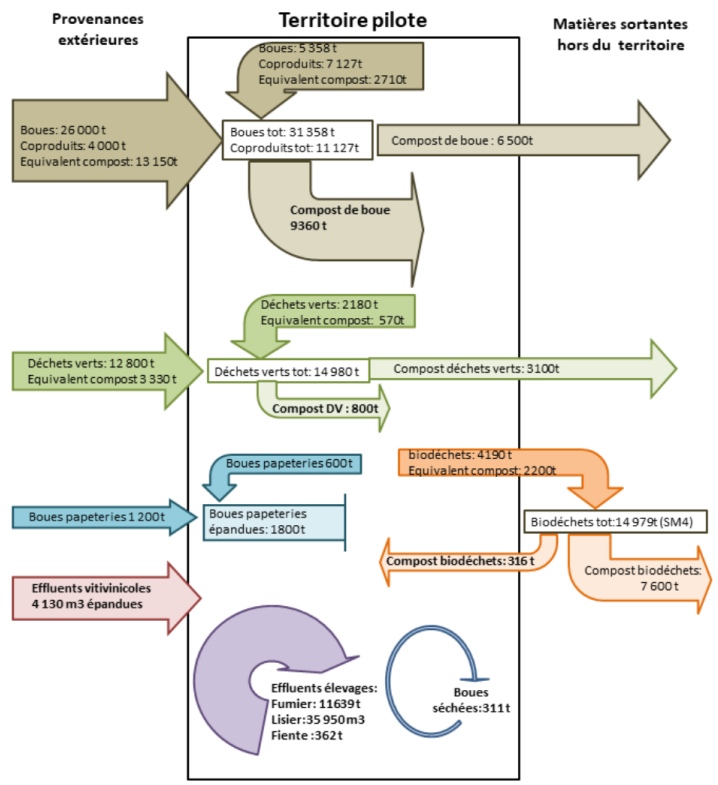 Provenances
extérieures
Territoire pilote
Matières sortantes
hors du territoire
Boues: 5 358 t
Coproduits: 7 127t
Equivalent compost: 2710t
Boues: 26 000 t
Coproduits: 4 000 t
Equivalent compost: 13 150t
Boues tot: 31 358 t
Coproduits tot: 11 127t
Compost de boue : 6 500t
Compost de boue
9360 t
Déchets verts: 2180 t
Equivalent compost: 570t
Déchets verts: 12 800 t
Equivalent compost 3 330 t
Déchets verts tot: 14 980 t
Compost déchets verts: 3100t
Compost DV : 800t
Boues papeteries 600t
biodéchets: 4190 t
Equivalent compost: 2200t
Boues papeteries 1 200t
Boues papeteries
épandues: 1800t
Biodéchets tot:14 979t (SM4)
Compost biodéchets: 316 t
Compost biodéchets:
7 600 t
Effluents vitivinicoles
4 130 m3 épandues
Effluents élevages:
Fumier: 11639 t
Lisier: 35 950 m3
Fiente : 362 t
Boues
séchées:311 t